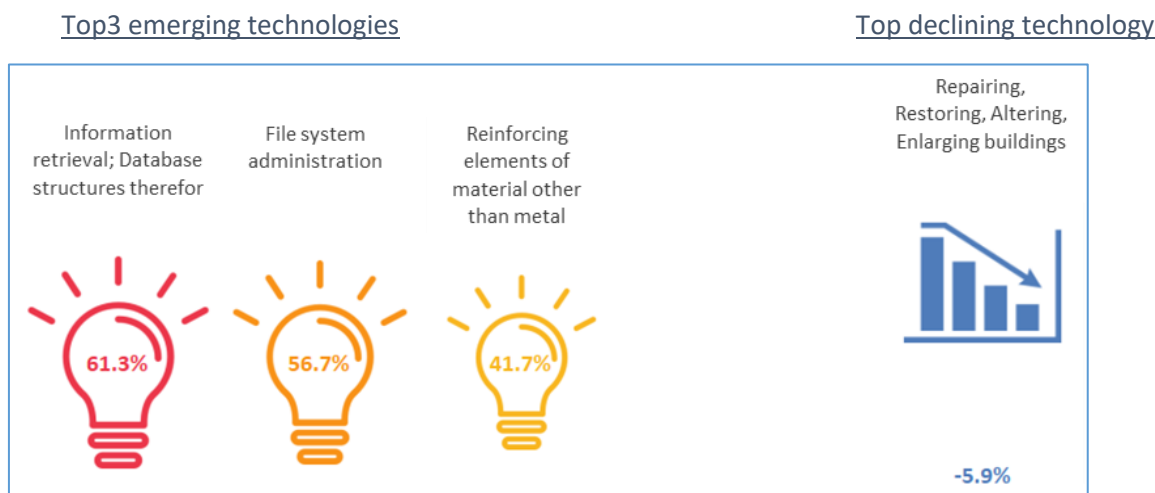 Top3 emerging technologies
Top declining technology
Information
retrieval; Database
structures therefor
File system
administration
Reinforcing
elements of
material other
than metal
Repairing,
Restoring, Altering,
Enlarging buildings
61.3%
56.7%
41.7%
-5.9%